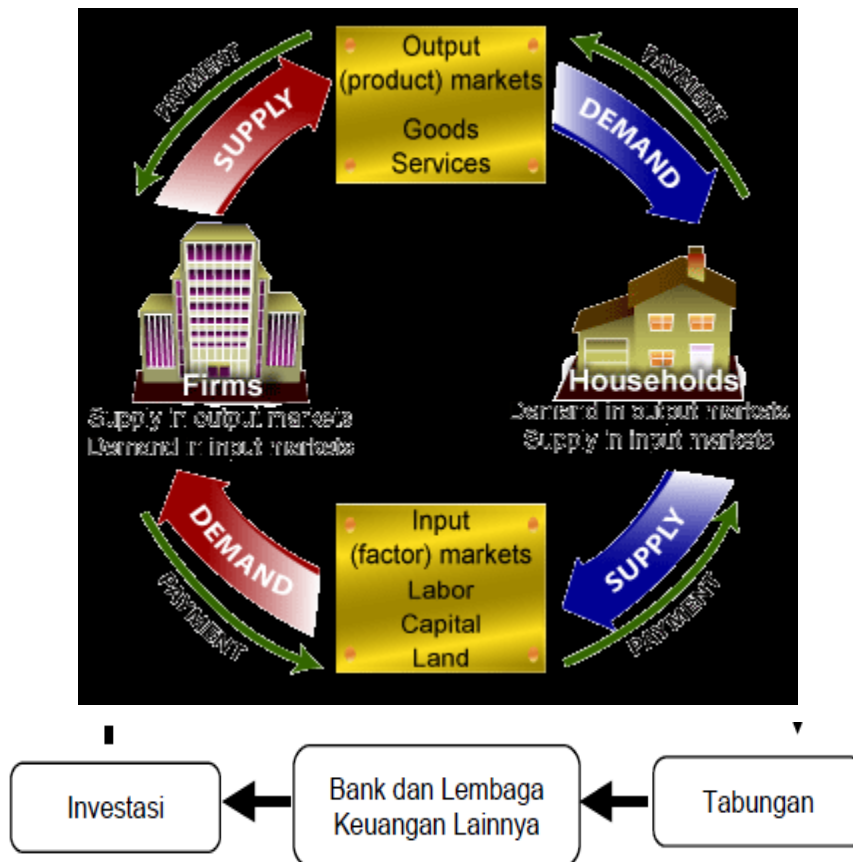 PAYMENT
SUPPLY
Output
(product) markets
Goods
Services
PAYMENT
DEMAND
Firms
Supply in output markets
Demand in input markets
Households
Demand in output markets
Supply in input markets
DEMAND
PAYMENT
Input
(factor) markets
Labor
Capital
Land
SUPPLY
PAYMENT
Investasi
Bank dan Lembaga
Keuangan Lainnya
Tabungan